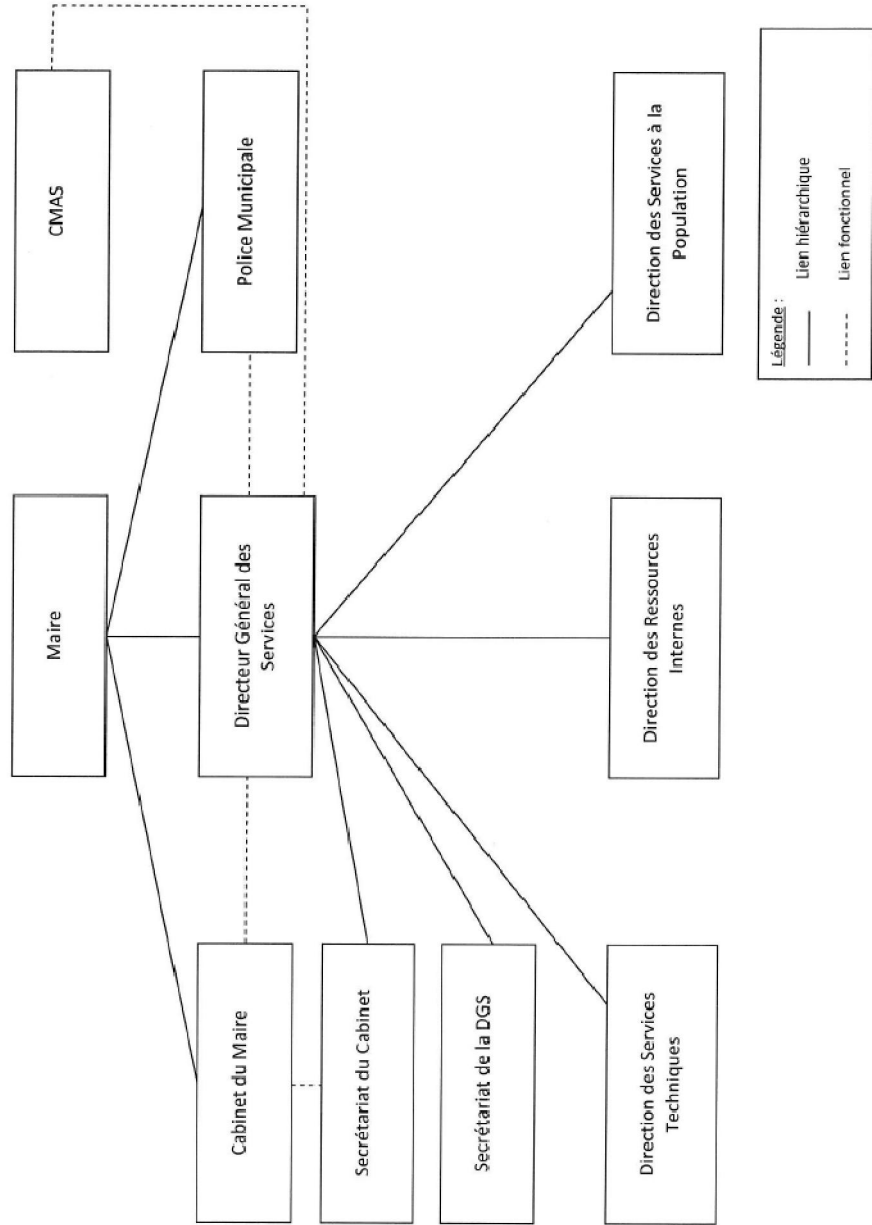 Maire
CMAS
Cabinet du Maire
Directeur Général des
Services
Police Municipale
Secrétariat du Cabinet
Secrétariat de la DGS
Direction des Services
Techniques
Direction des Ressources
Internes
Direction des Services à la
Population
Légende :
Lien hiérarchique
Lien fonctionnel